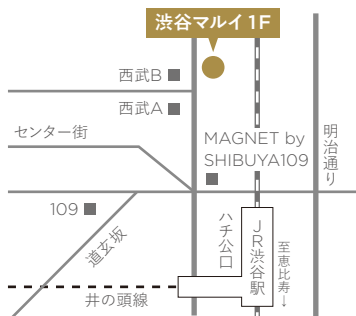 渋谷マルイ 1F
西武B
西武A
センター街
MAGNET by
SHIBUYA109
明治通り
109
道玄坂
ハチ公口
JR渋谷駅
至恵比寿↓
井の頭線